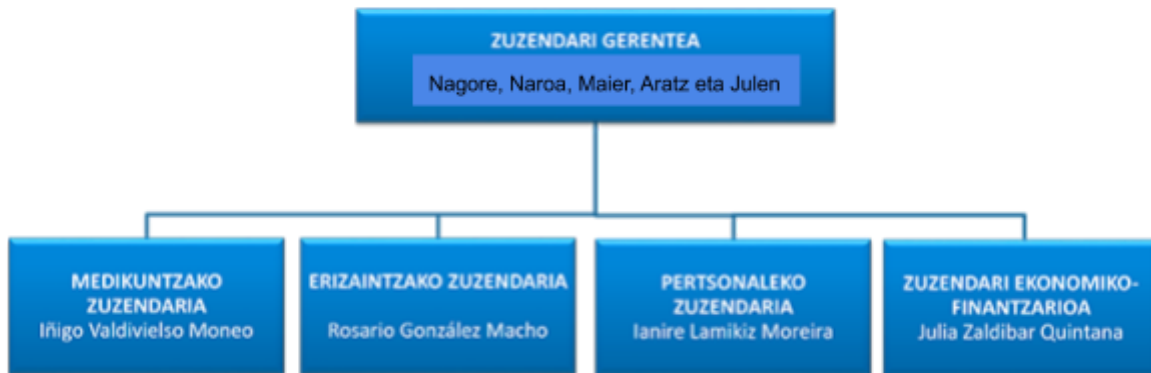 ZUZENDARI GERENTEA
Nagore, Naroa, Maier, Aratz eta Julen
MEDIKUNTZAKO
ZUZENDARIA
Iñigo Valdivielso Moneo
ERIZAINTZAKO ZUZENDARIA
Rosario González Macho
PERTSONALEKO
ZUZENDARIA
Ianire Lamikiz Moreira
ZUZENDARI EKONOMIKO-
FINANTZARIOA
Julia Zaldibar Quintana